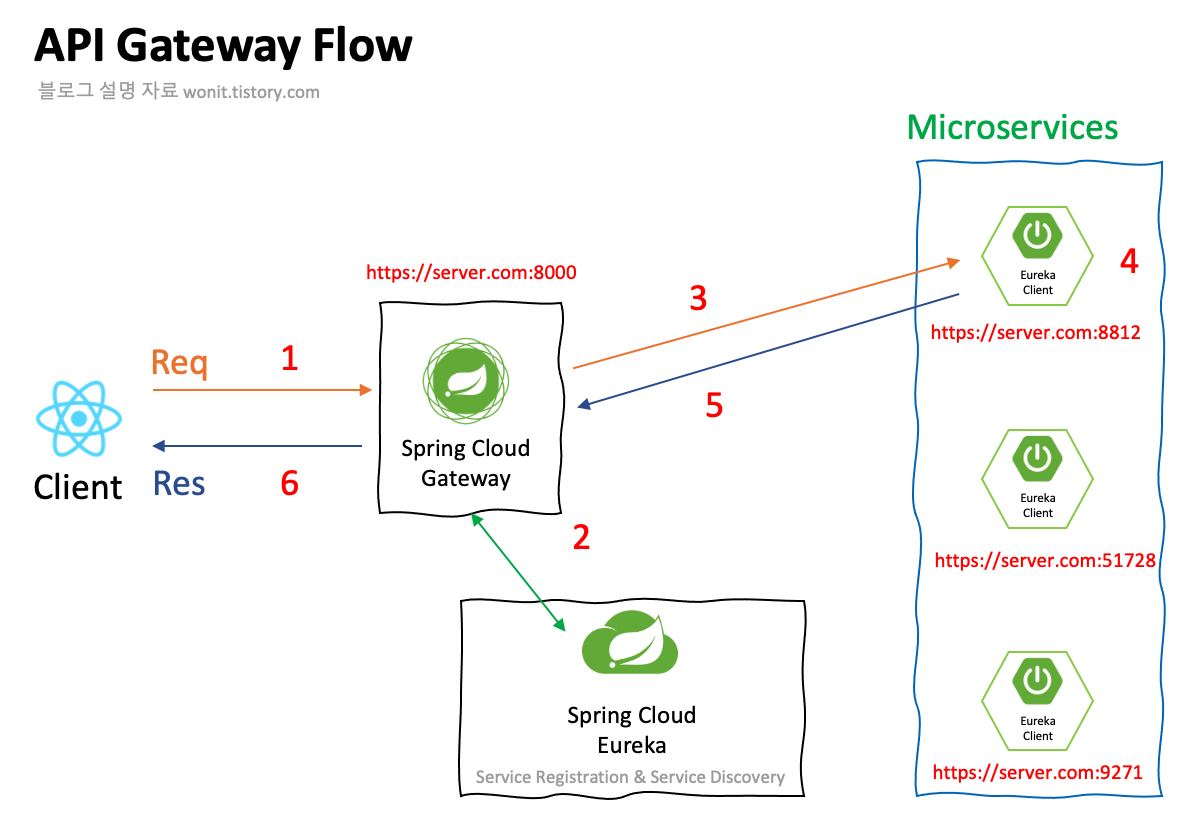 API Gateway Flow
블로그 설명 자료 wonit.tistory.com
Microservices
https://server.com:8000
Req
1
3
4
Eureka
Client
https://server.com:8812
5
Client
Res
6
Spring Cloud
Gateway
2
Eureka
Client
https://server.com:51728
Spring Cloud
Eureka
Service Registration & Service Discovery
Eureka
Client
https://server.com:9271